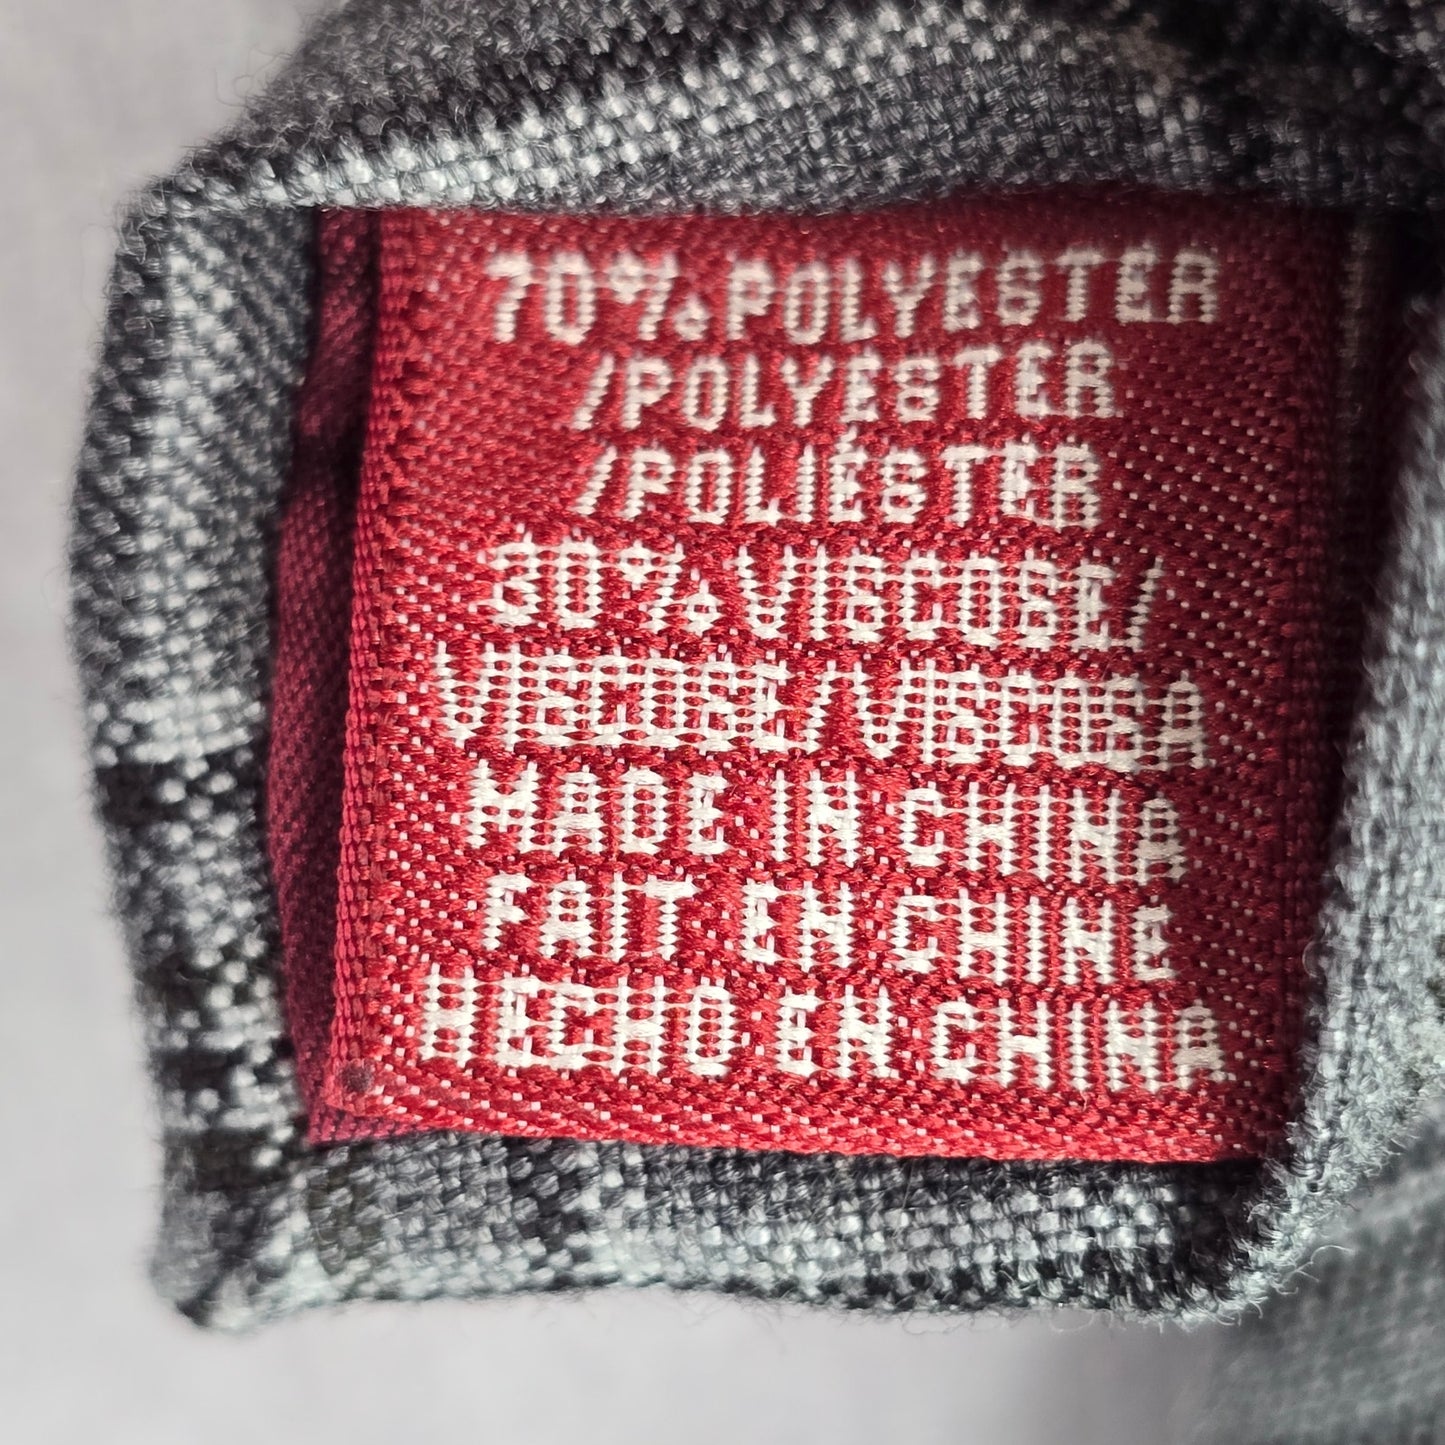 70% POLYESTER
/POLYESTER
/POLIÉSTER
30% VISCOSE/
VISCOSE/VISCOSA
MADE IN CHINA
FAIT EN CHINE
HECHO EN CHINA